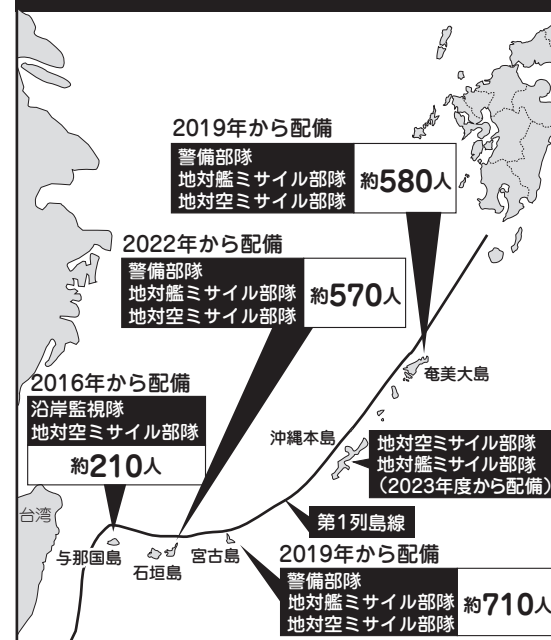 2019年から配備
警備部隊
地対艦ミサイル部隊
地対空ミサイル部隊
約580人
2022年から配備
警備部隊
地対艦ミサイル部隊
地対空ミサイル部隊
約570人
2016年から配備
沿岸監視隊
地対空ミサイル部隊
約210人
奄美大島
沖縄本島
地対空ミサイル部隊
地対艦ミサイル部隊
(2023年度から配備)
台湾
第1列島線
与那国島
石垣島
宮古島
2019年から配備
警備部隊
地対艦ミサイル部隊
地対空ミサイル部隊
約710人